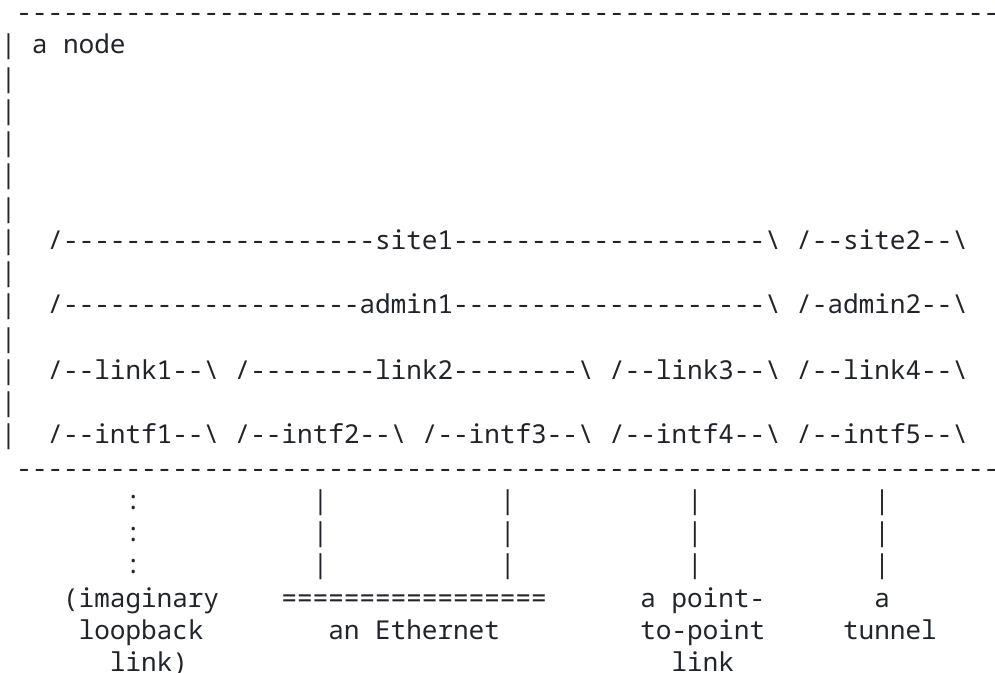 ---------------------------------------------------------------
| a node
|
|
|
|
|
|  /--------------------site1--------------------\ /--site2--\
|
|  /-------------------admin1--------------------\ /-admin2--\
|
|  /--link1--\ /--------link2--------\ /--link3--\ /--link4--\
|
|  /--intf1--\ /--intf2--\ /--intf3--\ /--intf4--\ /--intf5--\
 ---------------------------------------------------------------
        :           |           |           |           |
        :           |           |           |           |
        :           |           |           |           |
    (imaginary    =================      a point-       a
     loopback        an Ethernet         to-point     tunnel
       link)                               link